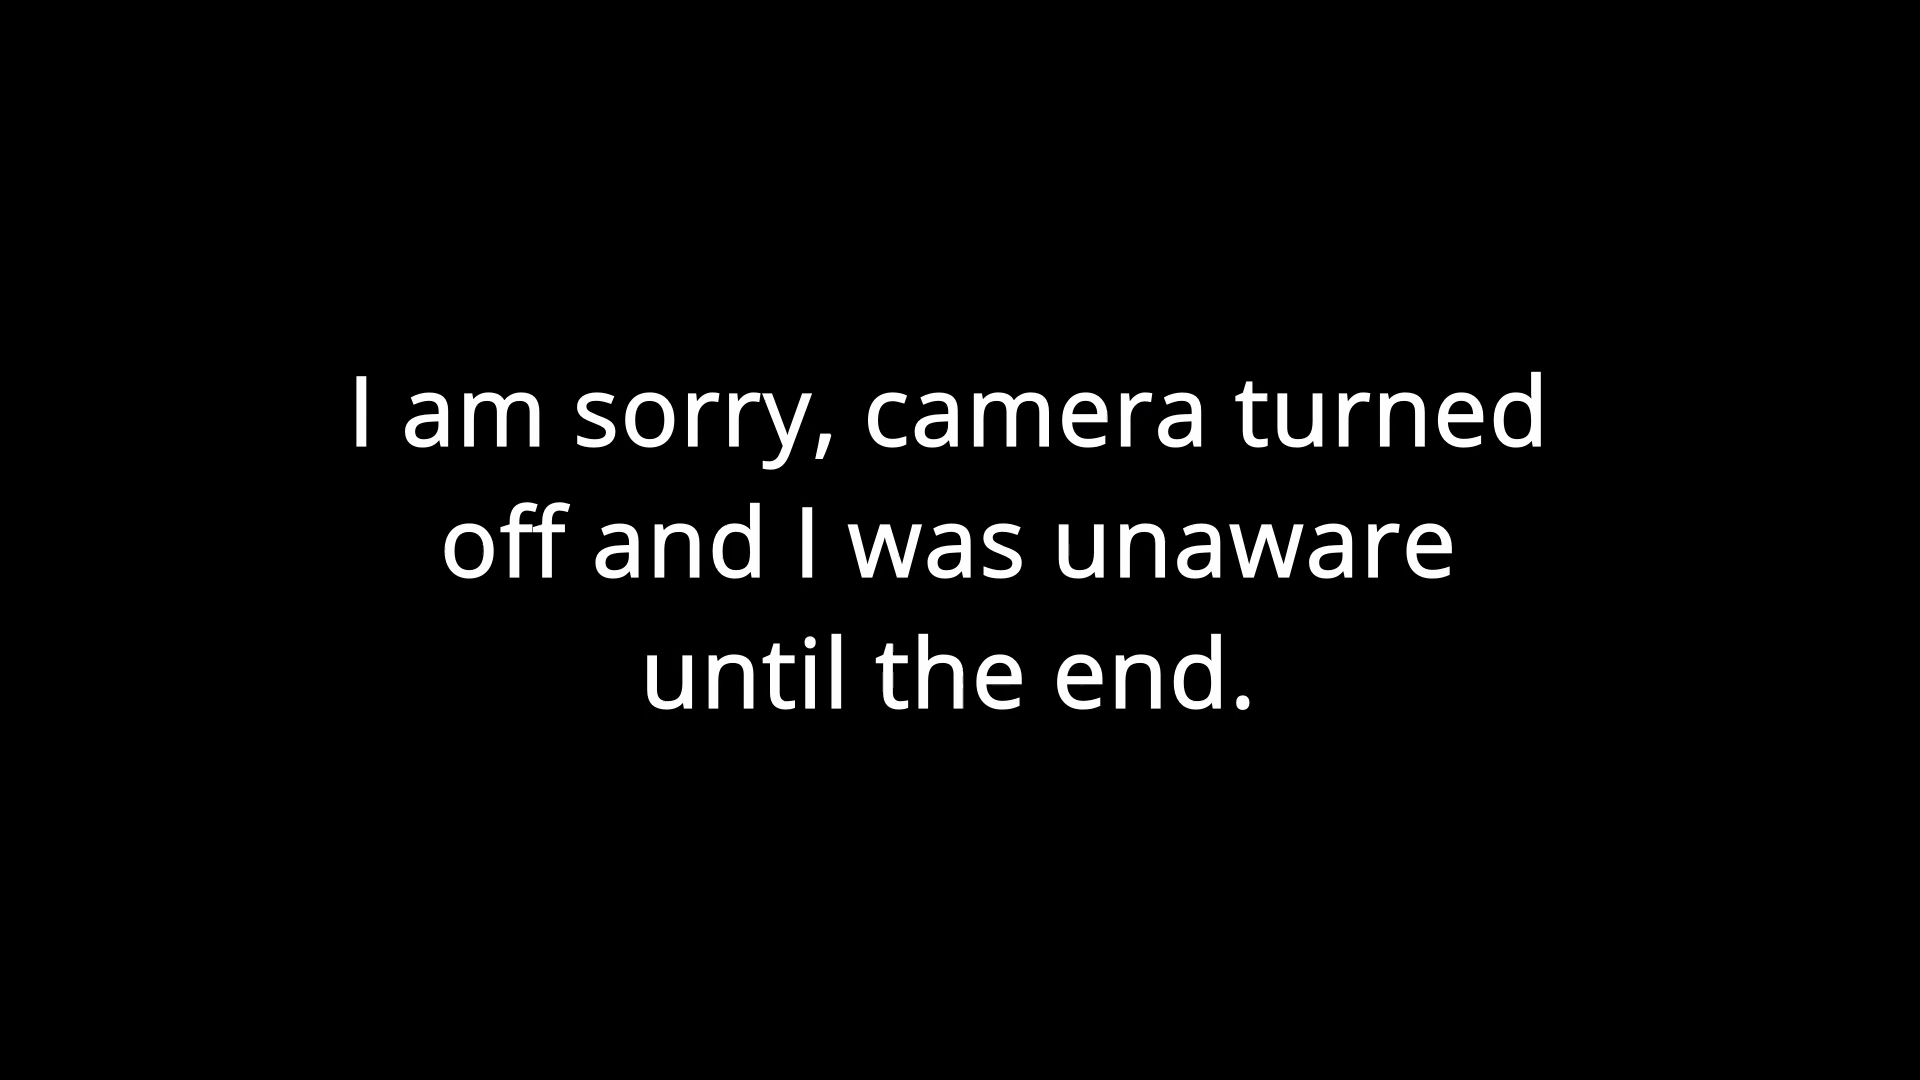 I am sorry, camera turned
off and I was unaware
until the end.